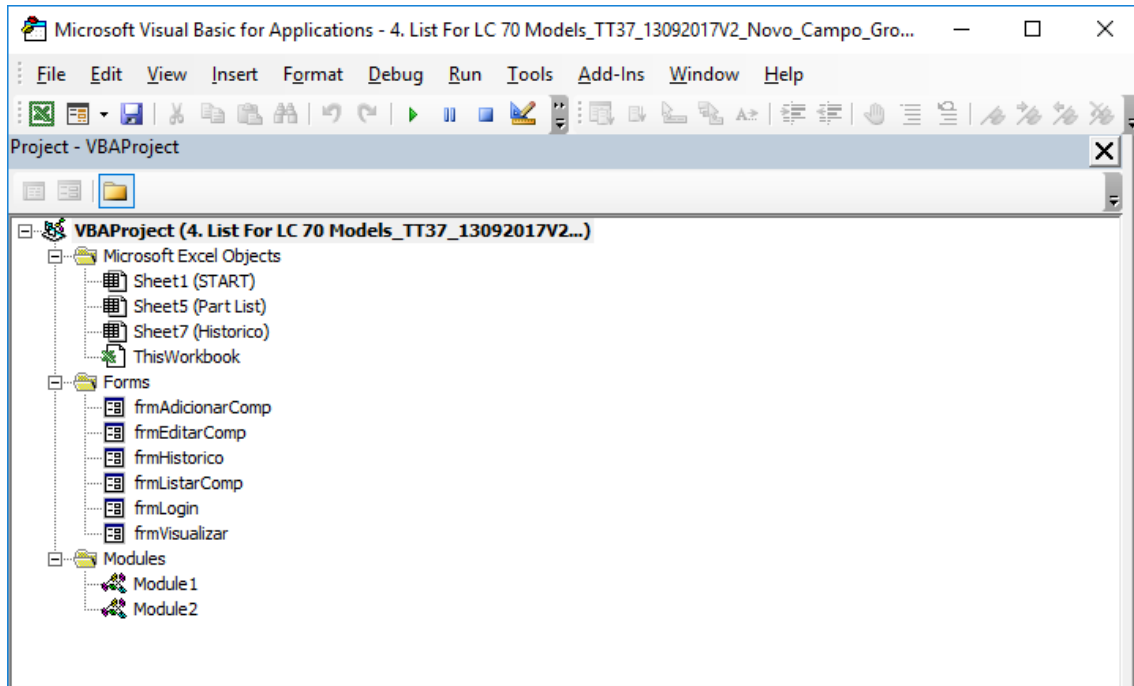 Microsoft Visual Basic for Applications - 4. List For LC 70 Models_TT37_13092017V2_Novo_Campo_Gro...
File Edit View Insert Format Debug Run Tools Add-Ins Window Help
Project - VBAProject
VBAProject (4. List For LC 70 Models_TT37_13092017V2...)
Microsoft Excel Objects
Sheet1 (START)
Sheet5 (Part List)
Sheet7 (Historico)
ThisWorkbook
Forms
frmAdicionarComp
frmEditarComp
frmHistorico
frmListarComp
frmLogin
frmVisualizar
Modules
Module1
Module2